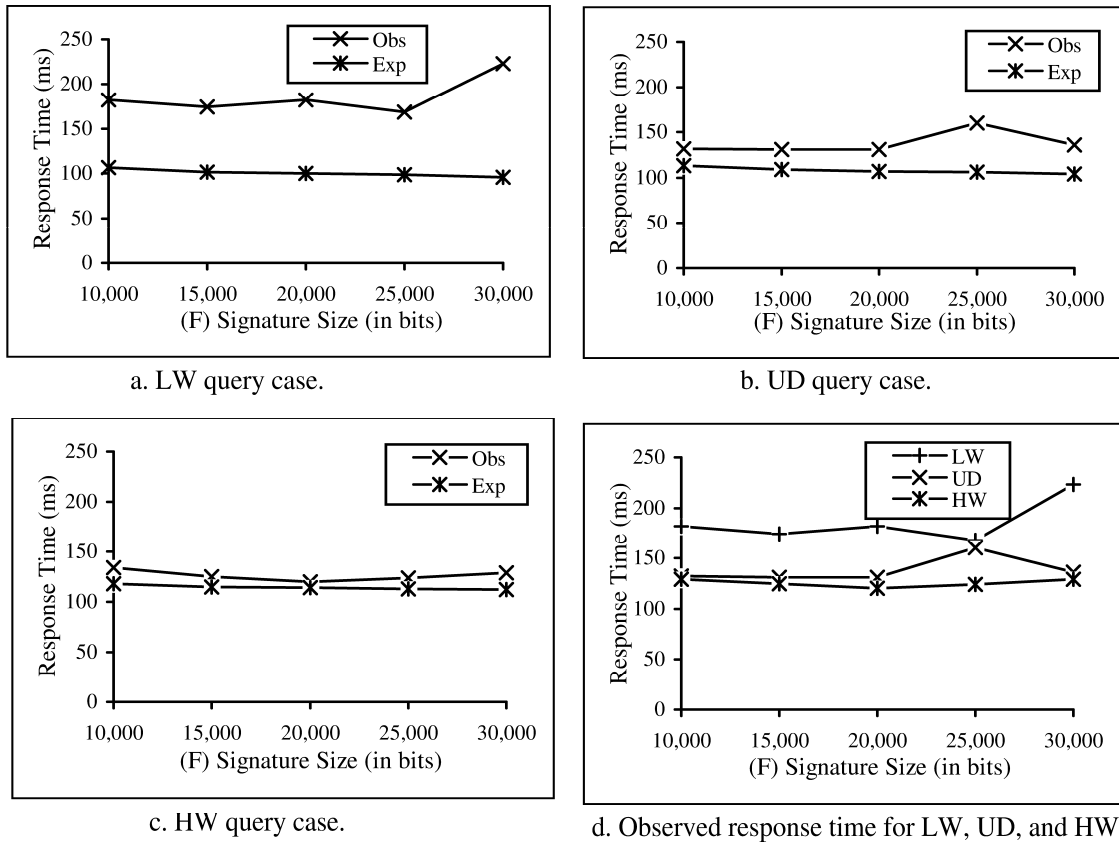 250
200
150
100
50
0
Response Time (ms)
Obs
Exp
10,000 15,000 20,000 25,000 30,000
(F) Signature Size (in bits)
a. LW query case.
250
200
150
100
50
0
Response Time (ms)
Obs
Exp
10,000 15,000 20,000 25,000 30,000
(F) Signature Size (in bits)
b. UD query case.
250
200
150
100
50
0
Response Time (ms)
Obs
Exp
10,000 15,000 20,000 25,000 30,000
(F) Signature Size (in bits)
c. HW query case.
250
200
150
100
50
0
Response Time (ms)
LW
UD
HW
10,000 15,000 20,000 25,000 30,000
(F) Signature Size (in bits)
d. Observed response time for LW, UD, and HW